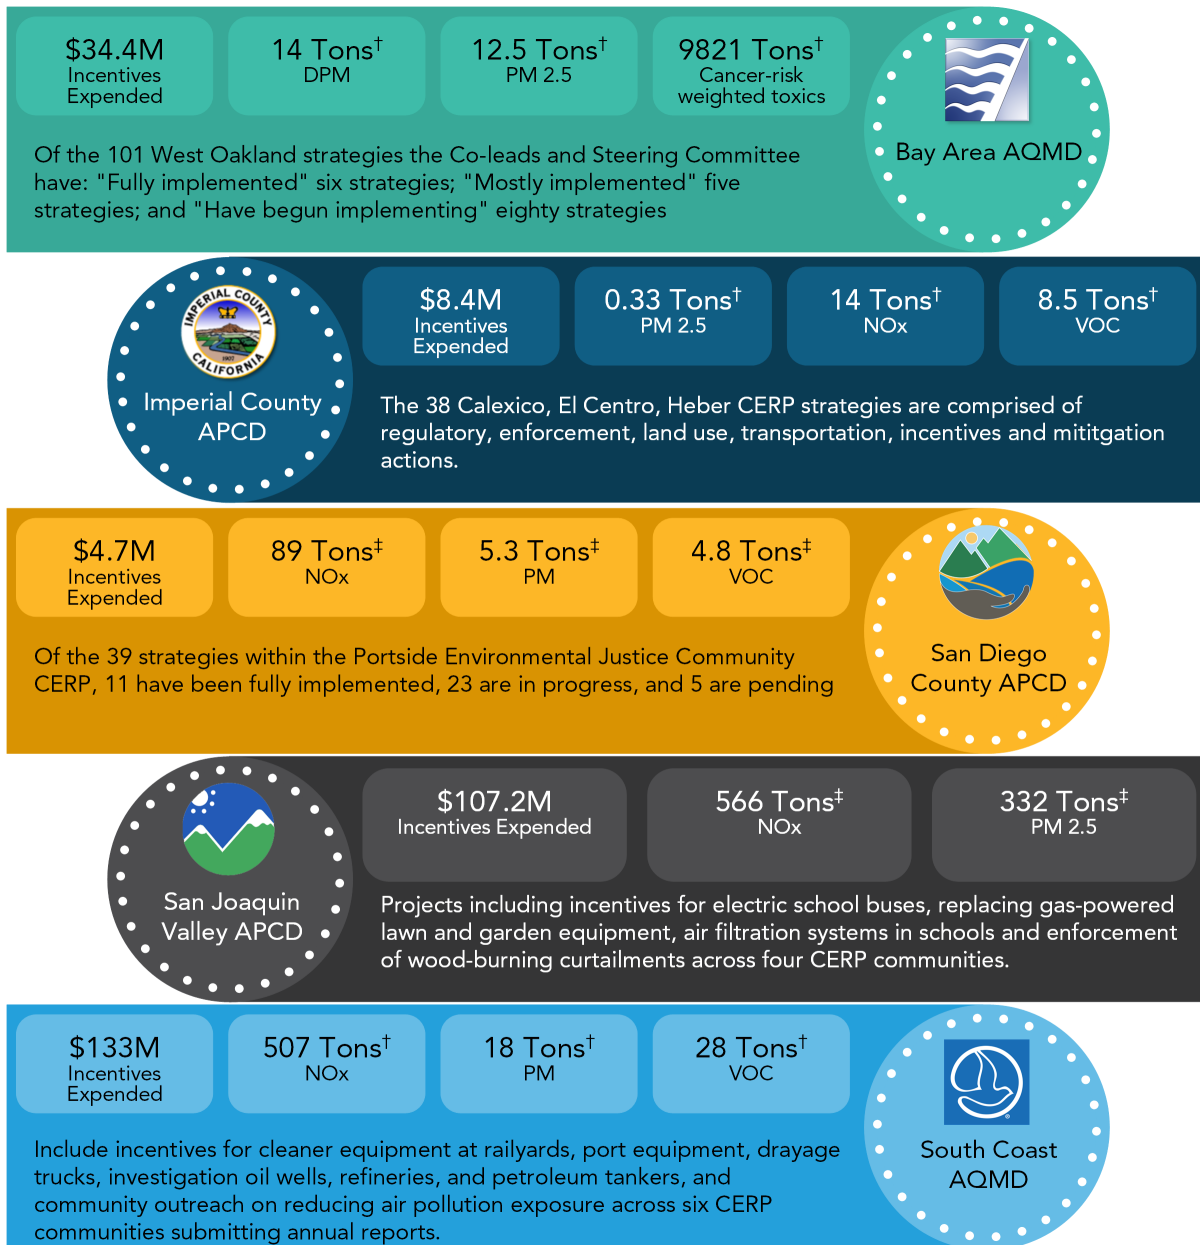 $34.4M
Incentives
Expended
14 Tons†
DPM
12.5 Tons†
PM 2.5
9821 Tons†
Cancer-risk
weighted toxics
Bay Area AQMD
Of the 101 West Oakland strategies the Co-leads and Steering Committee
have: "Fully implemented" six strategies; "Mostly implemented" five
strategies; and "Have begun implementing" eighty strategies
IMPERIAL COUNTY
1907
CALIFORNIA
Imperial County
APCD
$8.4M
Incentives
Expended
0.33 Tons†
PM 2.5
14 Tons†
NOx
8.5 Tons†
VOC
The 38 Calexico, El Centro, Heber CERP strategies are comprised of
regulatory, enforcement, land use, transportation, incentives and mititgation
actions.
$4.7M
Incentives
Expended
89 Tons‡
NOx
5.3 Tons‡
PM
4.8 Tons‡
VOC
San Diego
County APCD
Of the 39 strategies within the Portside Environmental Justice Community
CERP, 11 have been fully implemented, 23 are in progress, and 5 are pending
San Joaquin
Valley APCD
$107.2M
Incentives Expended
566 Tons‡
NOx
332 Tons‡
PM 2.5
Projects including incentives for electric school buses, replacing gas-powered
lawn and garden equipment, air filtration systems in schools and enforcement
of wood-burning curtailments across four CERP communities.
$133M
Incentives
Expended
507 Tons†
NOx
18 Tons†
PM
28 Tons†
VOC
®
South Coast
AQMD
Include incentives for cleaner equipment at railyards, port equipment, drayage
trucks, investigation oil wells, refineries, and petroleum tankers, and
community outreach on reducing air pollution exposure across six CERP
communities submitting annual reports.